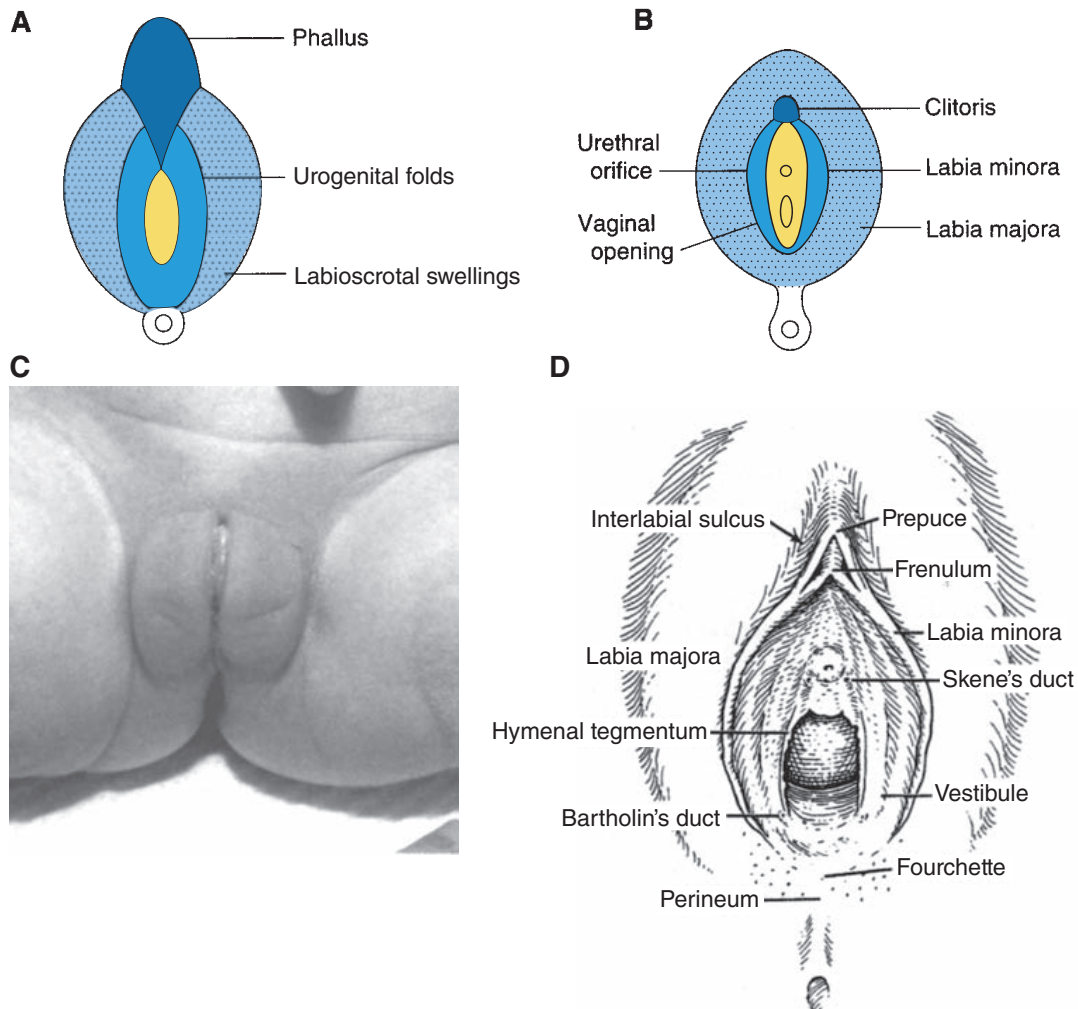 A
Phallus
Urogenital folds
Labioscrotal swellings
B
Clitoris
Urethral
orifice
Labia minora
Vaginal
opening
Labia majora
C
D
Interlabial sulcus
Prepuce
Frenulum
Labia minora
Labia majora
Skene's duct
Hymenal tegmentum
Vestibule
Bartholin's duct
Fourchette
Perineum